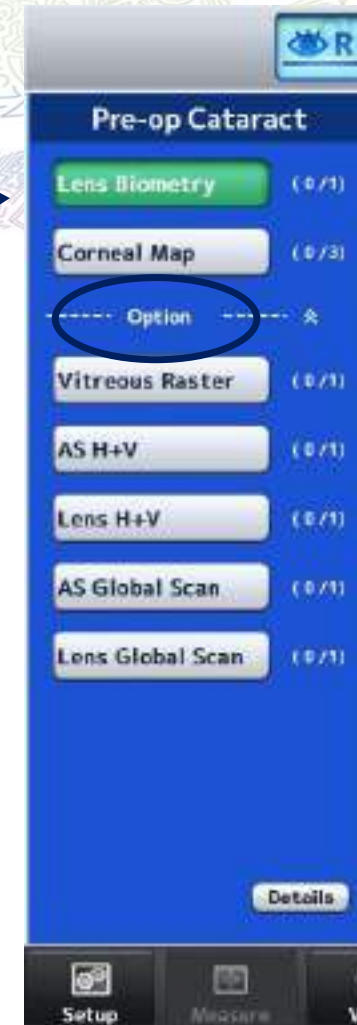 R
Pre-op Cataract
Lens Biometry (0/1)
Corneal Map (0/3)
------ Option ------
Vitreous Raster (0/1)
AS H+V (0/1)
Lens H+V (0/1)
AS Global Scan (0/1)
Lens Global Scan (0/1)
Details
Setup Measure V